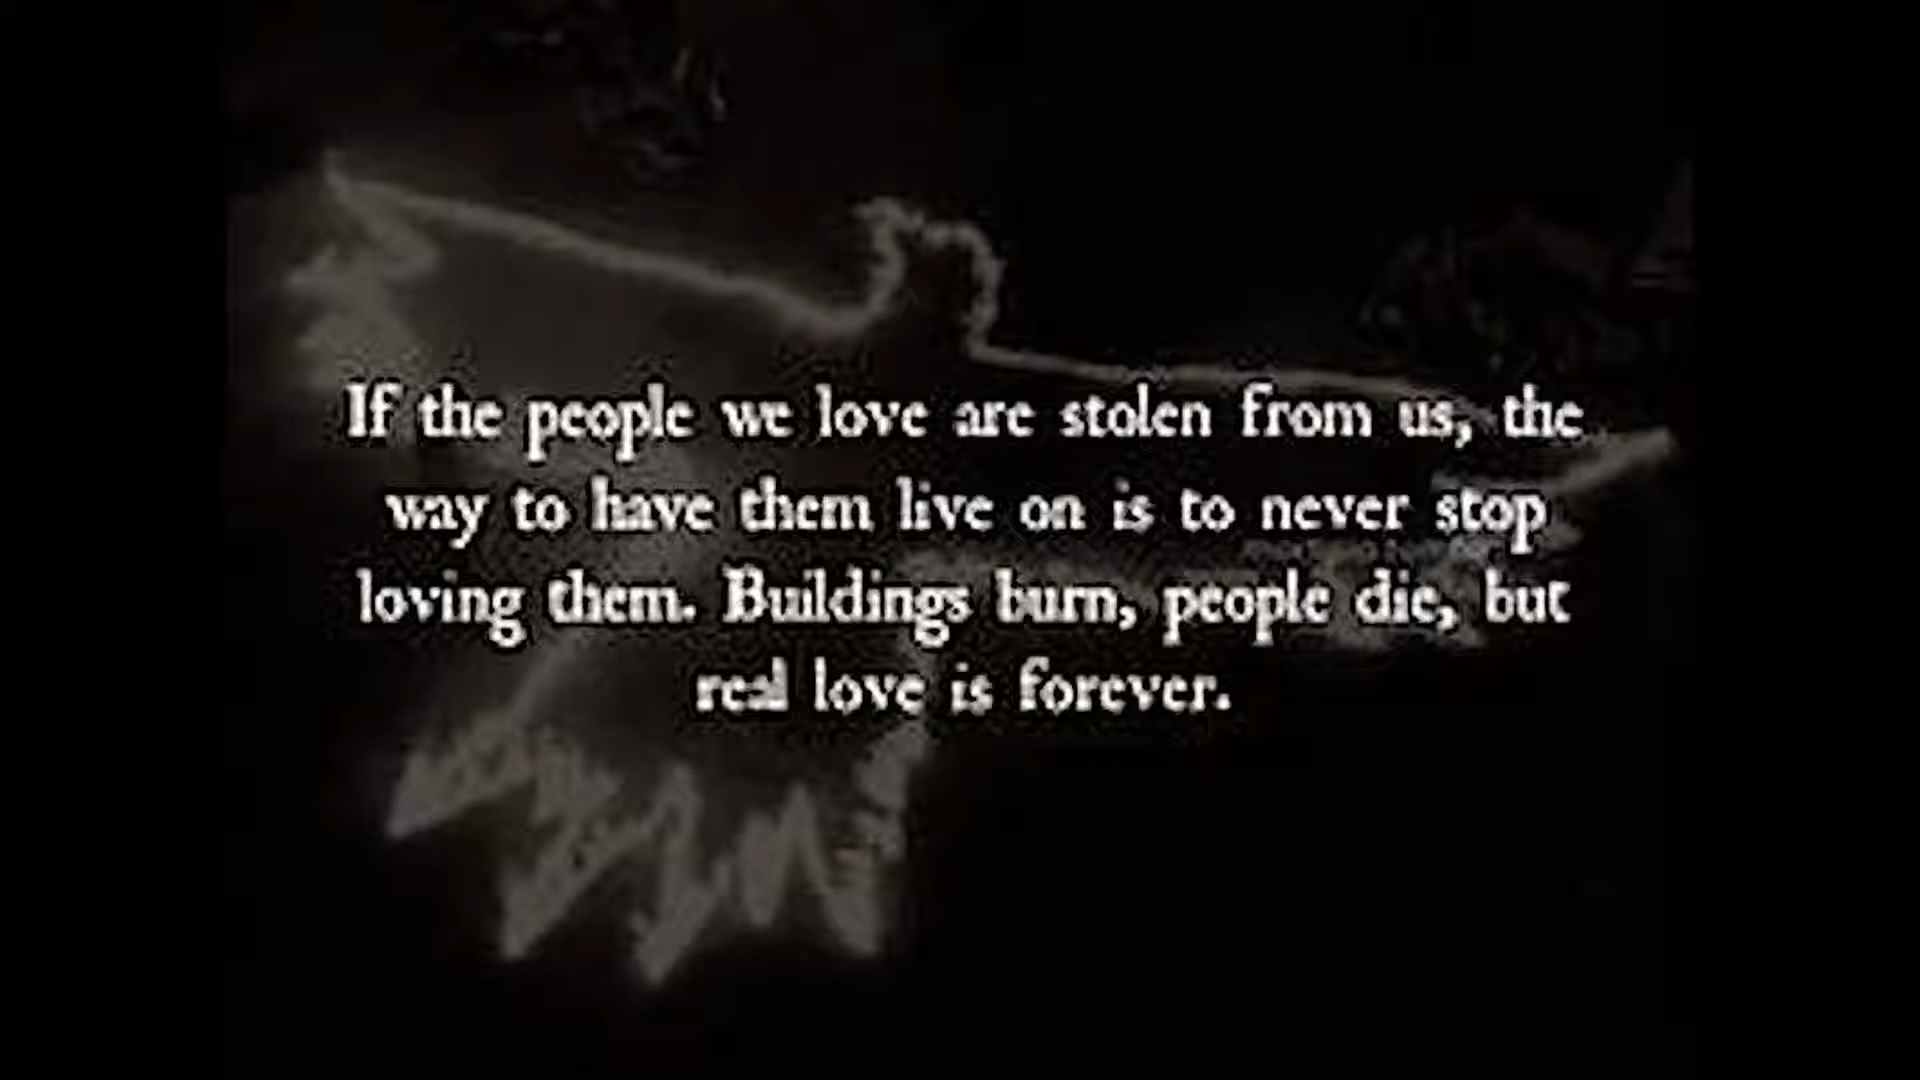 If the people we love are stolen from us, the
way to have them live on is to never stop
loving them. Buildings burn, people die, but
real love is forever.